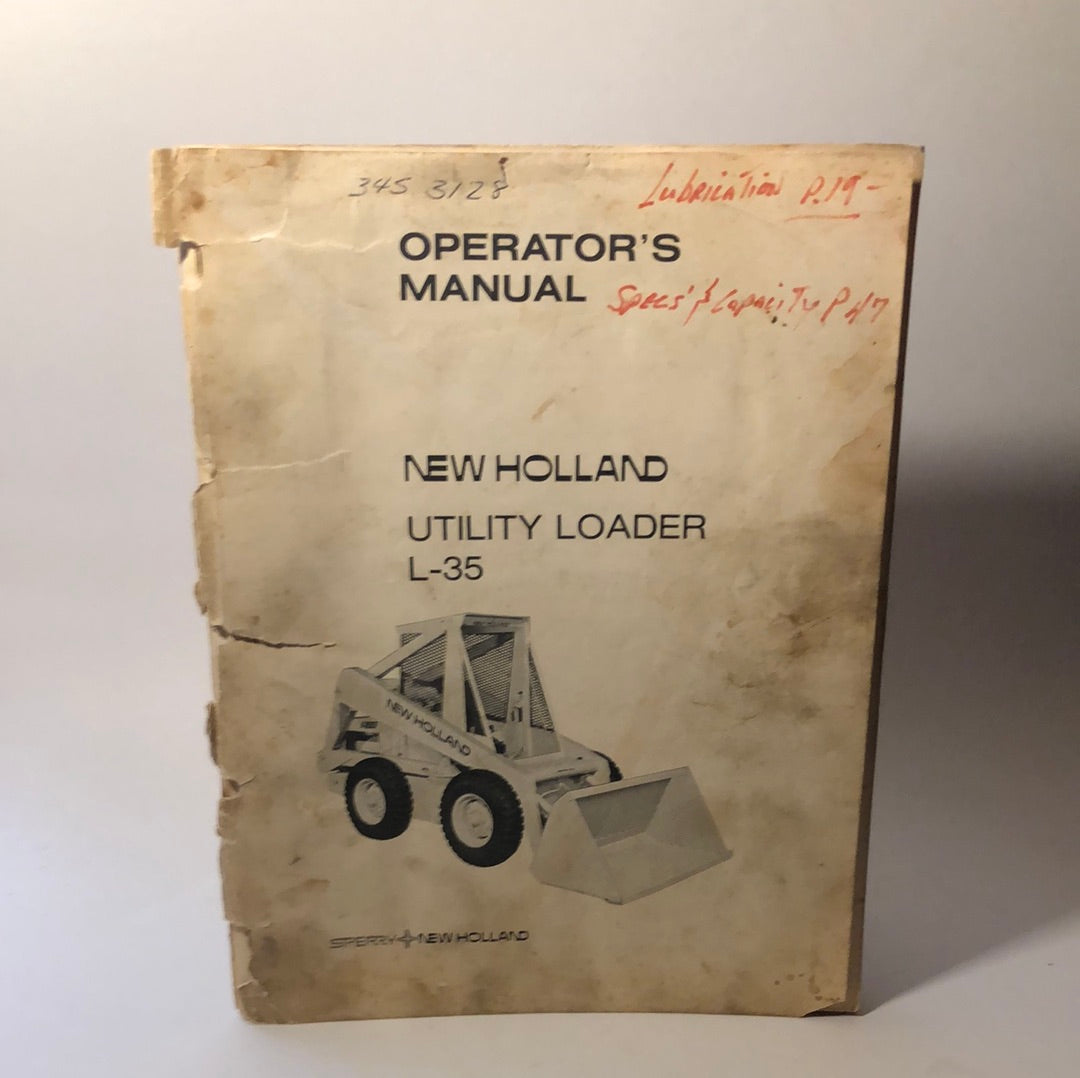 345 3128
Lubrication P.19-
OPERATOR'S
MANUAL
Specs' & Capacity P 47
NEW HOLLAND
UTILITY LOADER
L-35
NEW HOLLAND
SPERRY NEW HOLLAND